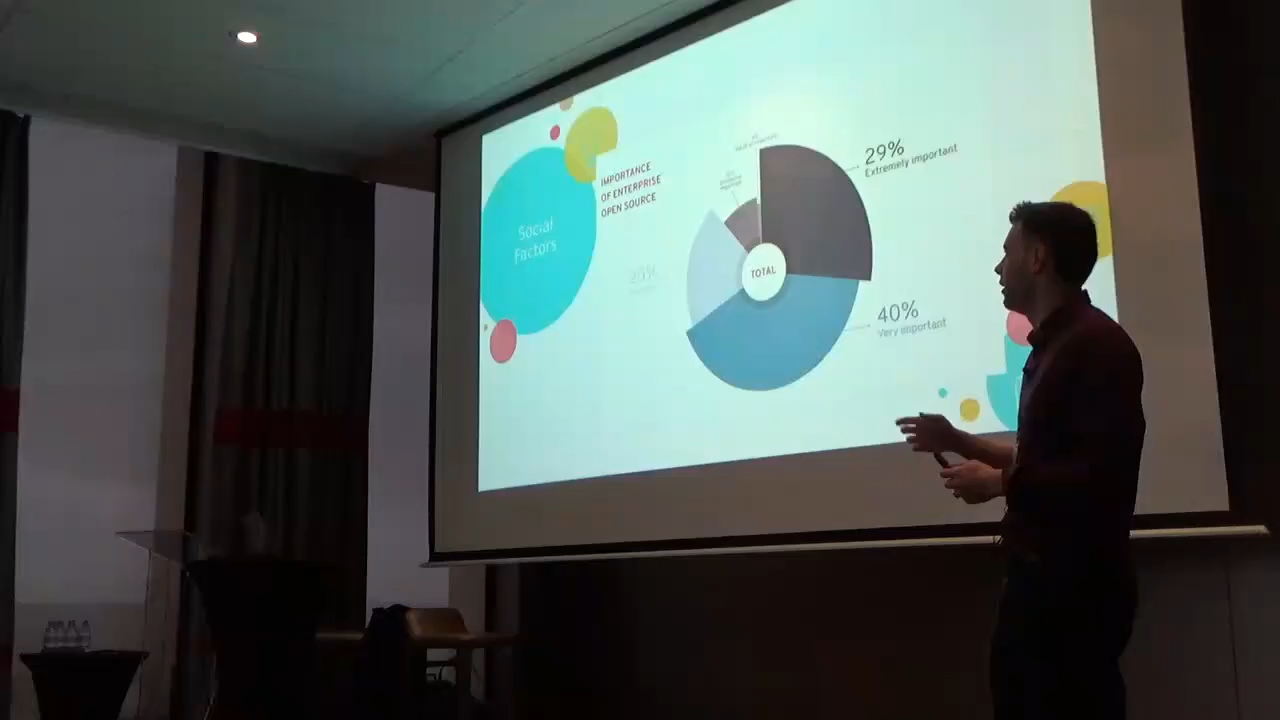 Social
Factors
IMPORTANCE
OF ENTERPRISE
OPEN SOURCE
29%
Extremely important
TOTAL
40%
Very important